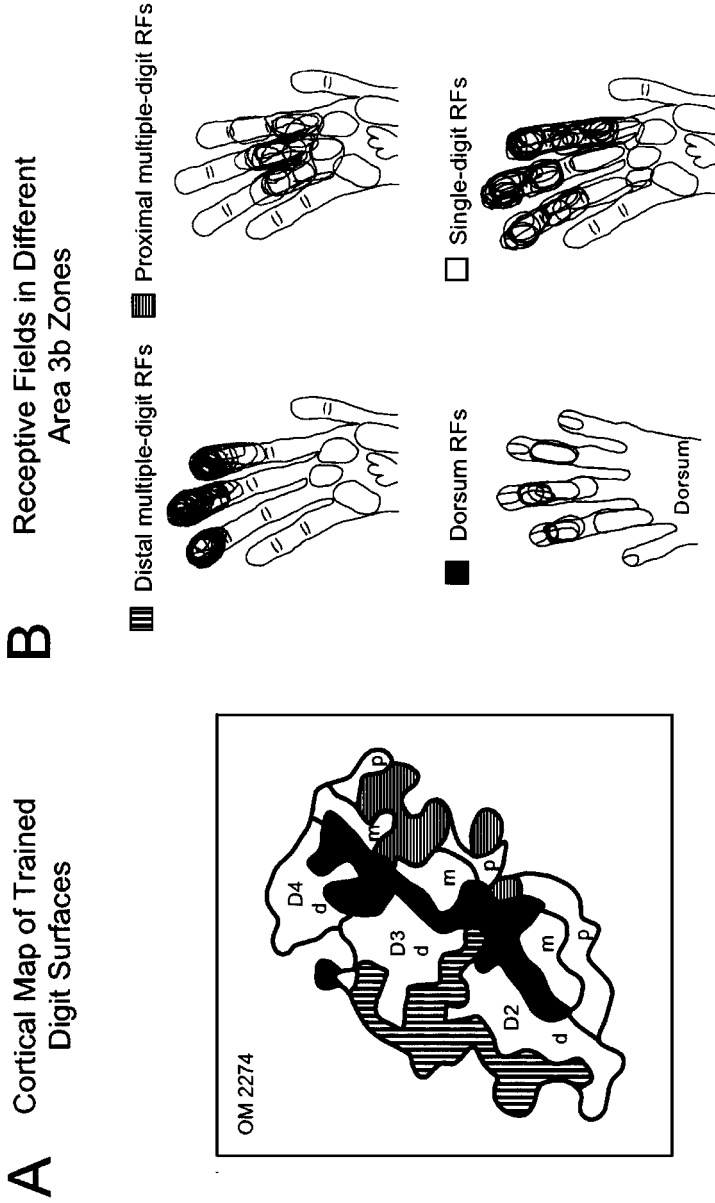 A
Cortical Map of Trained
Digit Surfaces
OM 2274
D4
d
D3
d
D2
d
m
m
m
p
p
p
B
Receptive Fields in Different
Area 3b Zones
Distal multiple-digit RFs
Proximal multiple-digit RFs
Dorsum RFs
Dorsum
Single-digit RFs